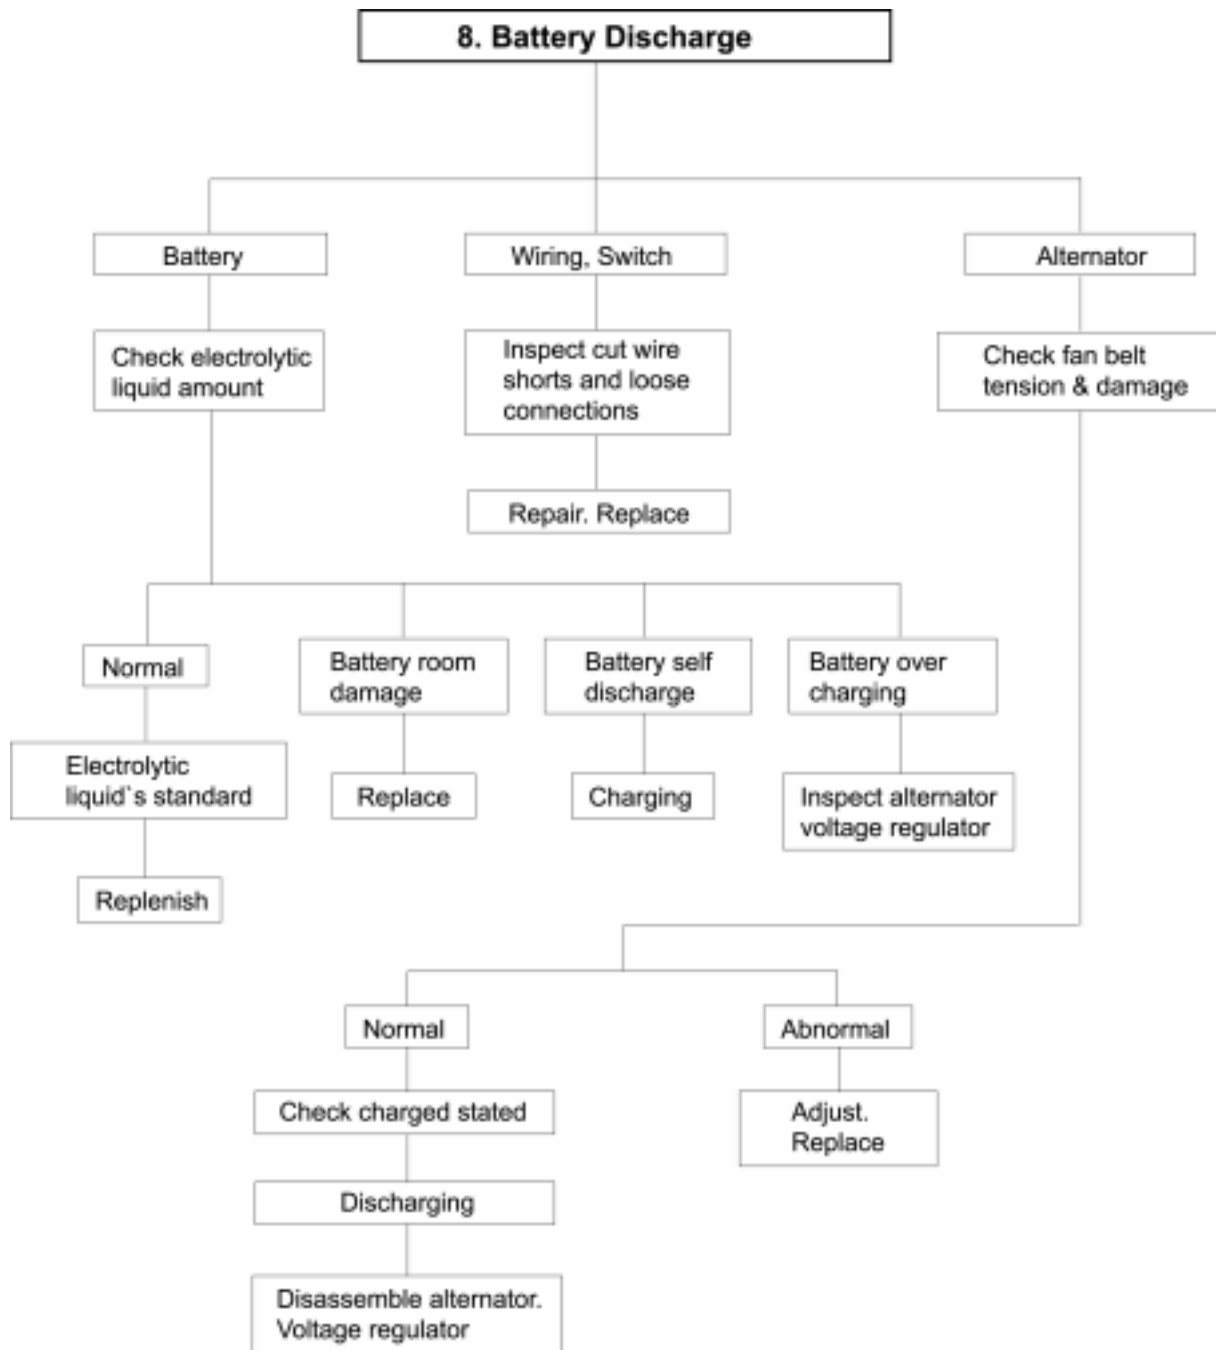 8. Battery Discharge
Battery
Wiring, Switch
Alternator
Check electrolytic
liquid amount
Inspect cut wire
shorts and loose
connections
Check fan belt
tension & damage
Repair. Replace
Normal
Battery room
damage
Battery self
discharge
Battery over
charging
Electrolytic
liquid`s standard
Replace
Charging
Inspect alternator
voltage regulator
Replenish
Normal
Abnormal
Check charged stated
Adjust.
Replace
Discharging
Disassemble alternator.
Voltage regulator